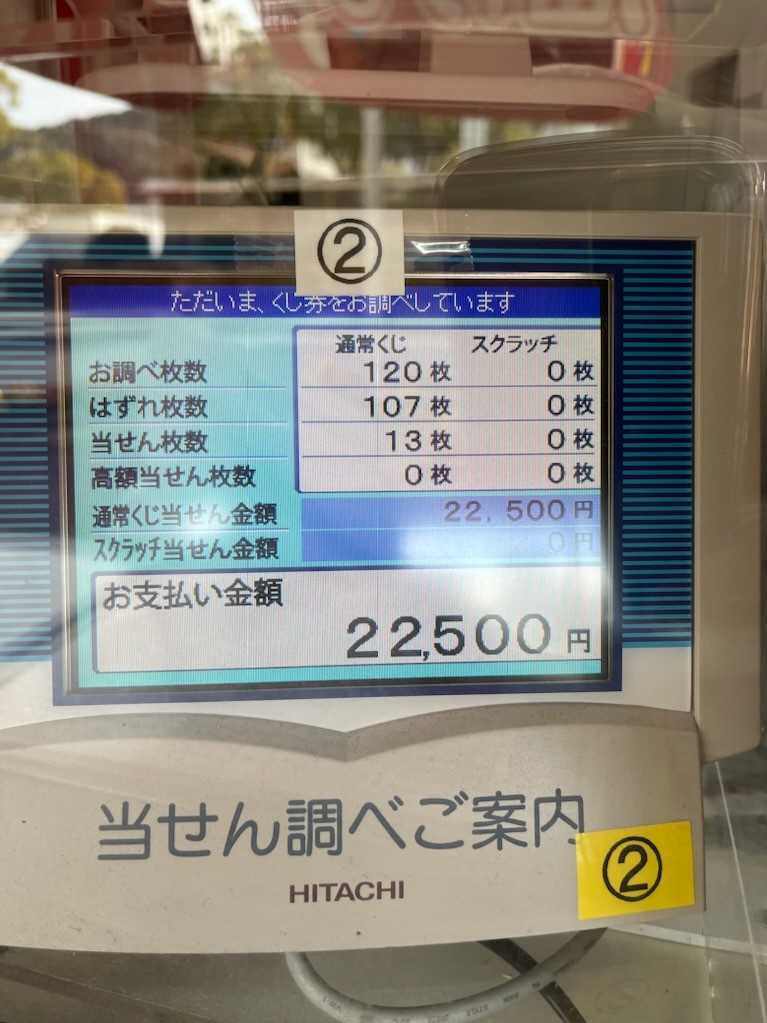 ②
ただいま、くじ券をお調べしています
通常くじ スクラッチ
お調べ枚数 120枚 0枚
はずれ枚数 107枚 0枚
当せん枚数 13枚 0枚
高額当せん枚数 0枚 0枚
通常くじ当せん金額 22,500円
スクラッチ当せん金額 0円
お支払い金額
22,500円
当せん調べご案内
②
HITACHI